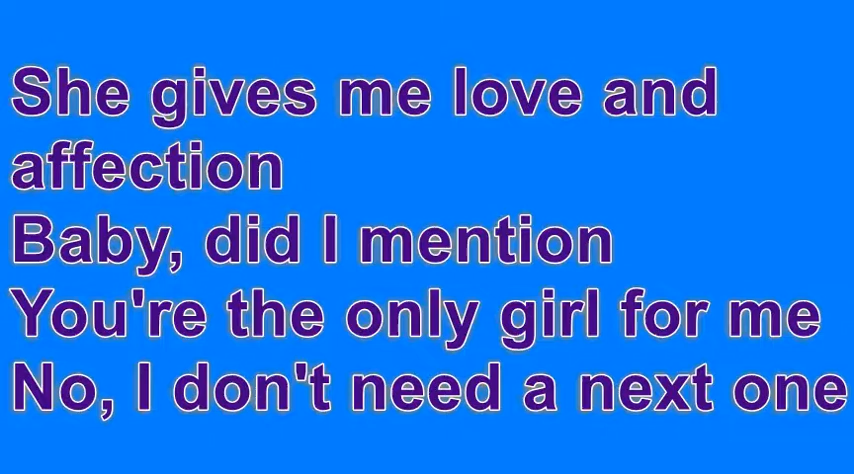 She gives me love and
affection
Baby, did I mention
You're the only girl for me
No, I don't need a next one